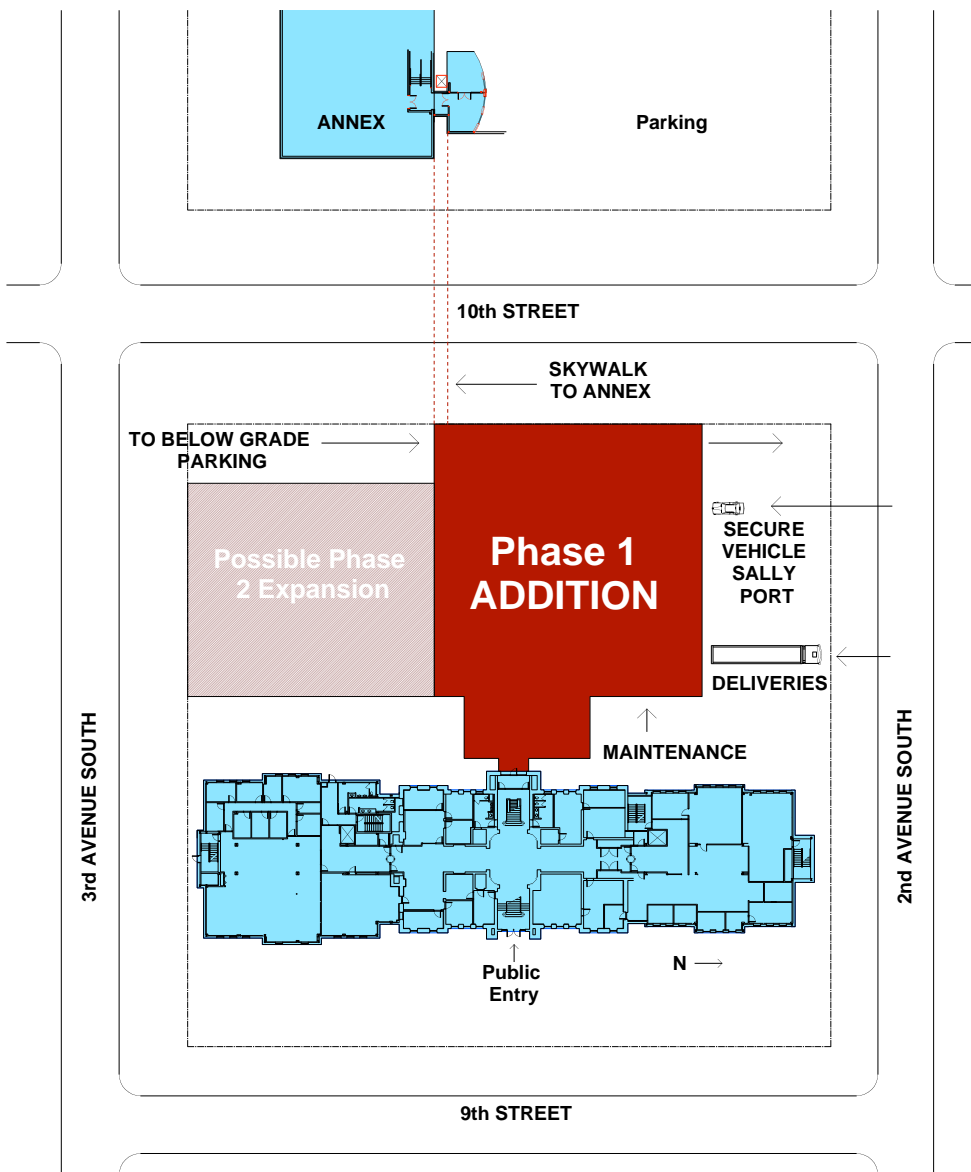 ANNEX
Parking
10th STREET
SKYWALK
TO ANNEX
TO BELOW GRADE
PARKING
Possible Phase
2 Expansion
Phase 1
ADDITION
SECURE
VEHICLE
SALLY
PORT
DELIVERIES
MAINTENANCE
3rd AVENUE SOUTH
2nd AVENUE SOUTH
Public
Entry
N
9th STREET